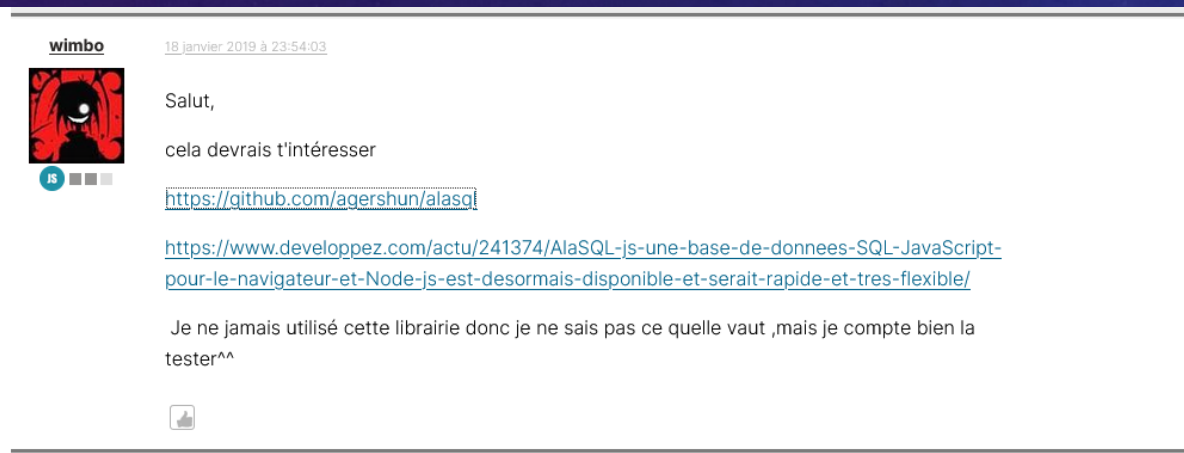 wimbo
18 janvier 2019 à 23:54:03
Salut,
cela devrais t'intéresser
https://github.com/agershun/alasql
https://www.developpez.com/actu/241374/AlaSQL-js-une-base-de-donnees-SQL-JavaScript-
pour-le-navigateur-et-Node-js-est-desormais-disponible-et-serait-rapide-et-tres-flexible/
Je ne jamais utilisé cette librairie donc je ne sais pas ce quelle vaut ,mais je compte bien la
tester^^
JS